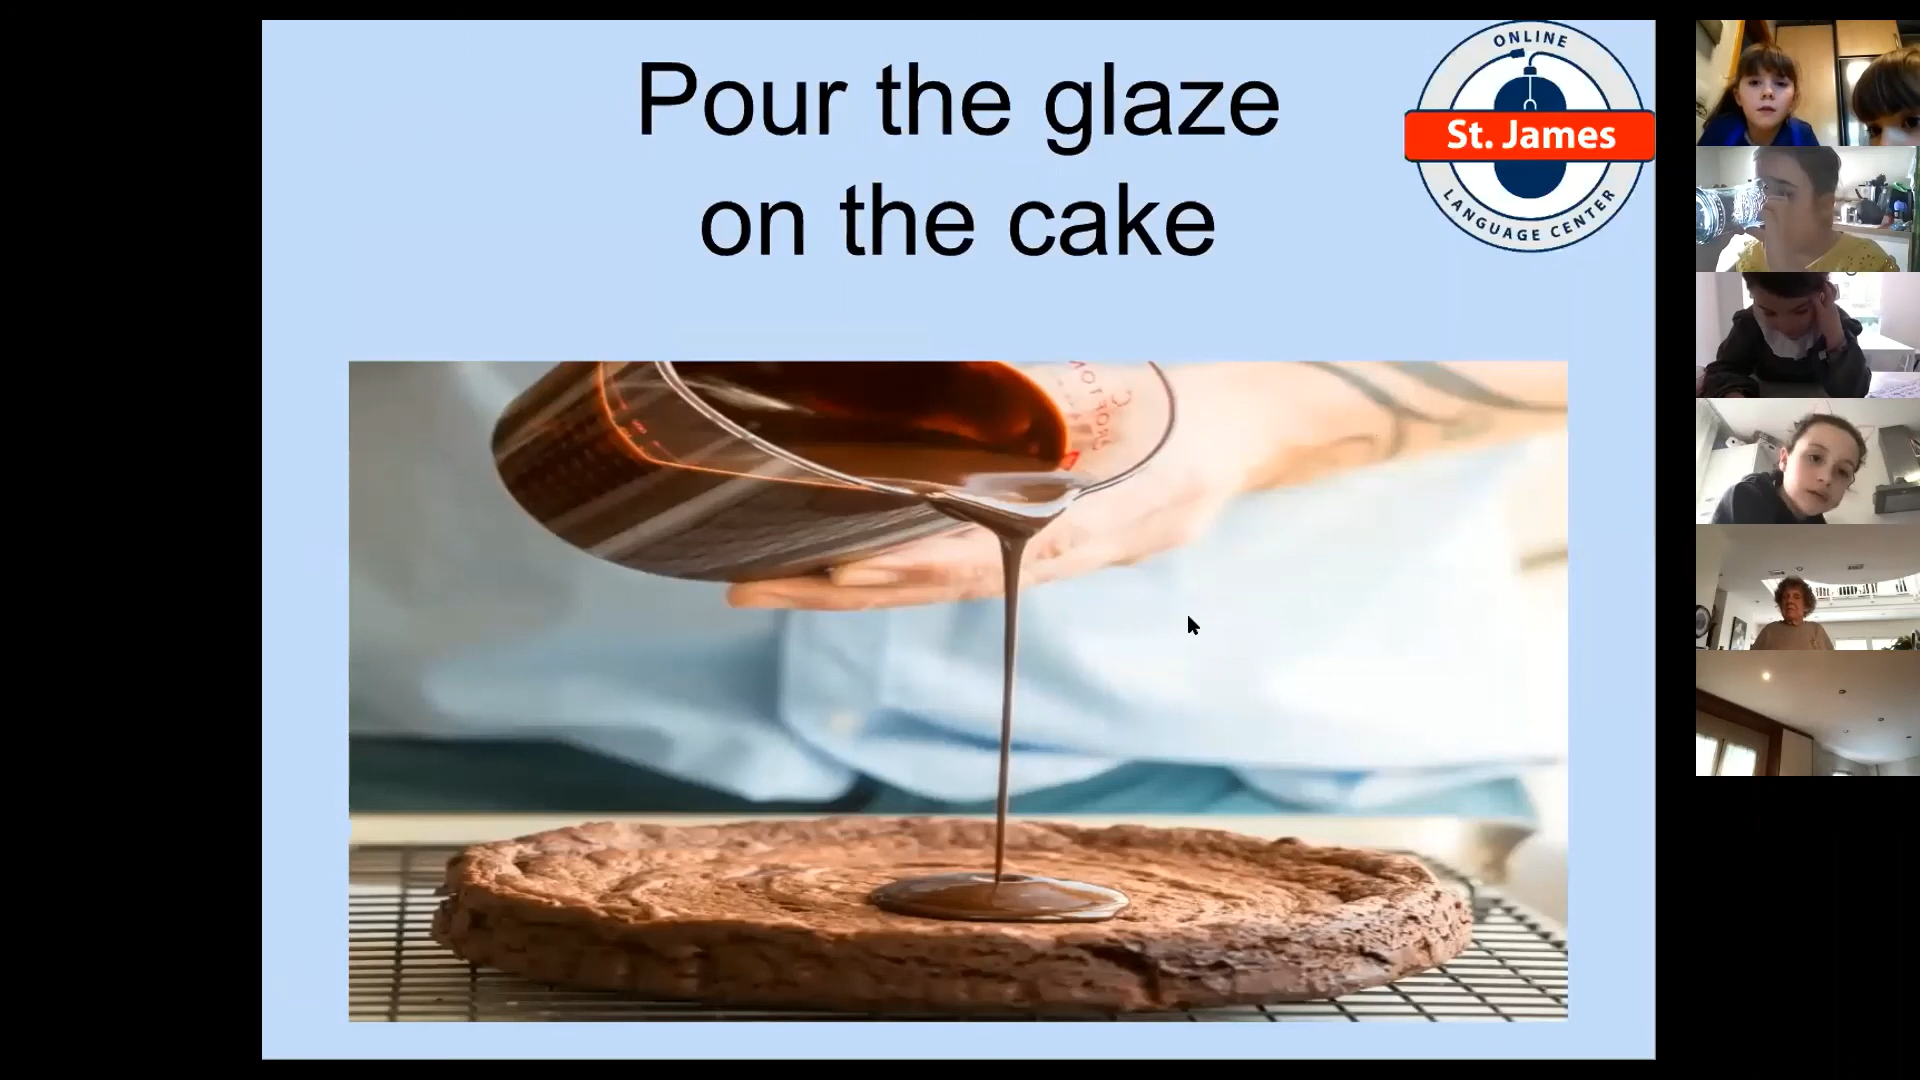 Pour the glaze
on the cake
ONLINE
St. James
LANGUAGE CENTER